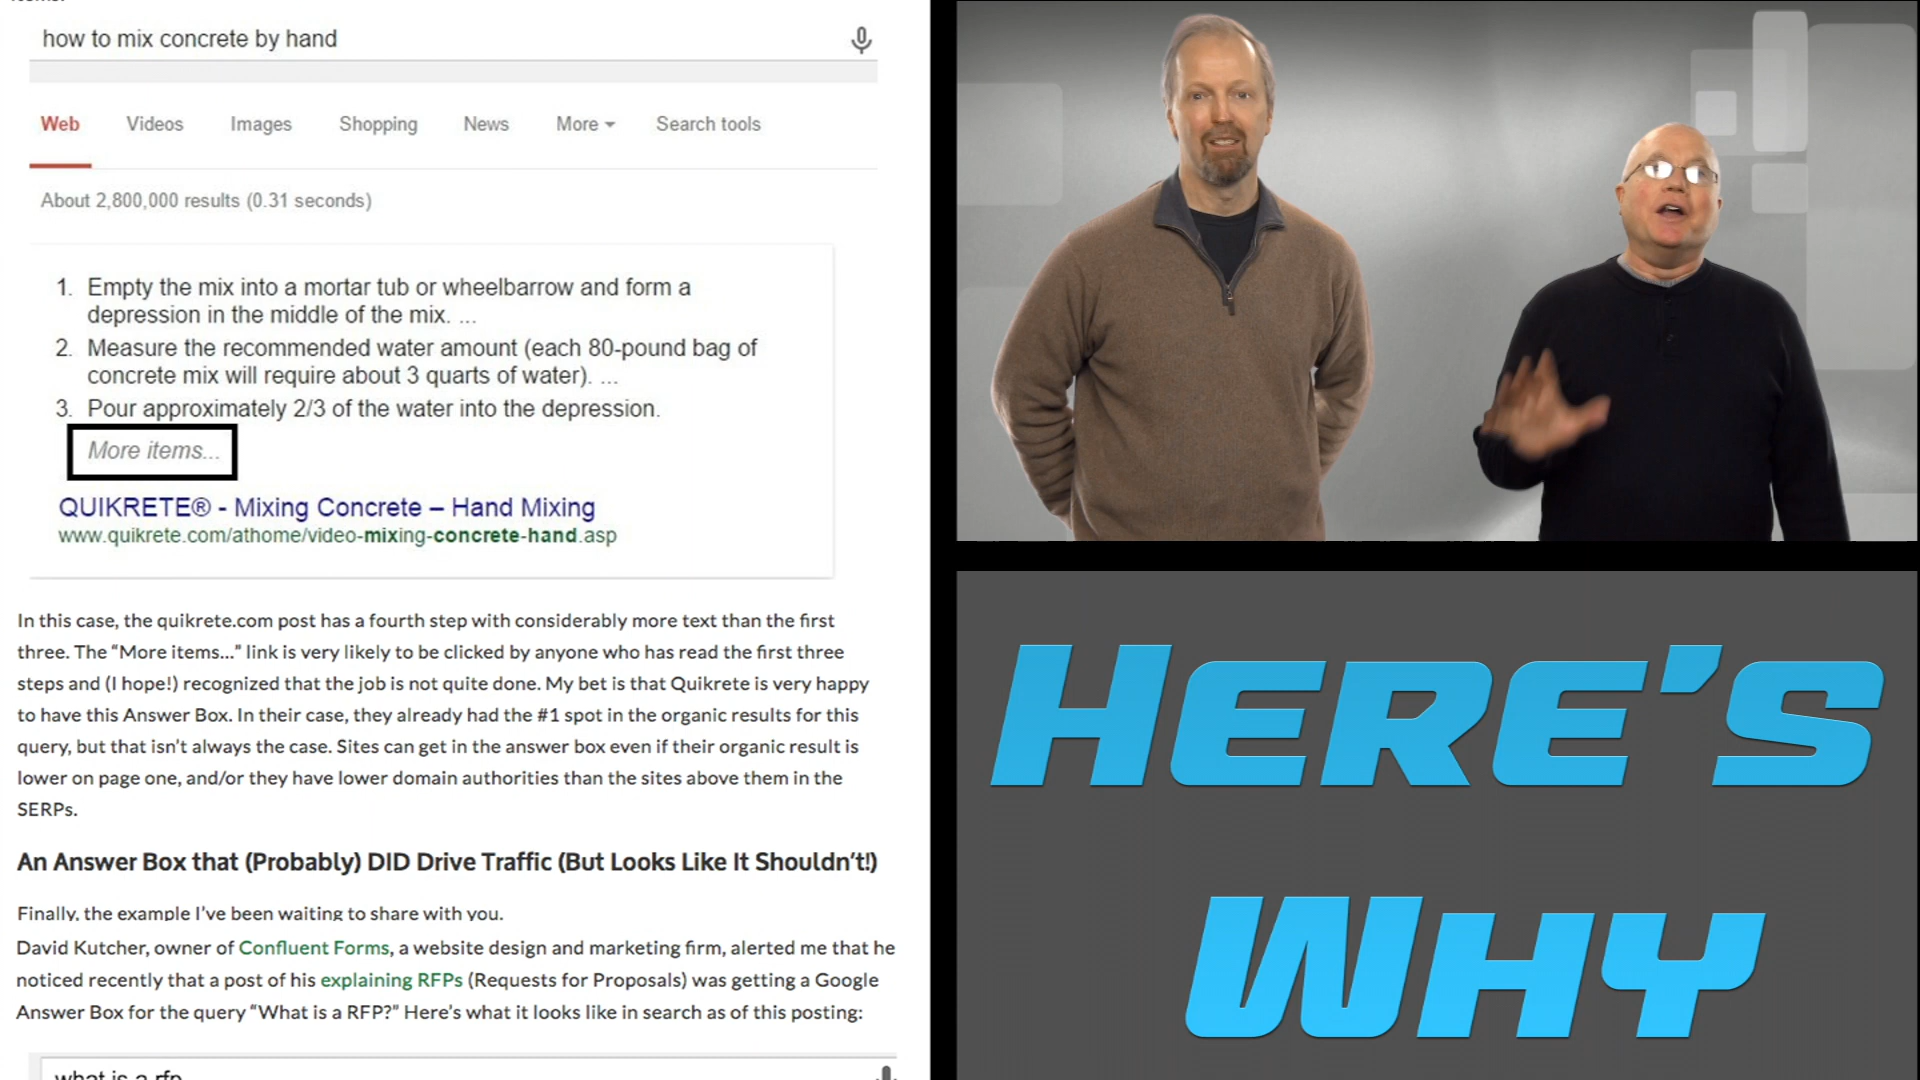 how to mix concrete by hand
Web Videos Images Shopping News More Search tools
About 2,800,000 results (0.31 seconds)
1. Empty the mix into a mortar tub or wheelbarrow and form a
depression in the middle of the mix. ...
2. Measure the recommended water amount (each 80-pound bag of
concrete mix will require about 3 quarts of water). ...
3. Pour approximately 2/3 of the water into the depression.
More items...
QUIKRETE® - Mixing Concrete – Hand Mixing
www.quikrete.com/athome/video-mixing-concrete-hand.asp
In this case, the quikrete.com post has a fourth step with considerably more text than the first
three. The “More items…” link is very likely to be clicked by anyone who has read the first three
steps and (I hope!) recognized that the job is not quite done. My bet is that Quikrete is very happy
to have this Answer Box. In their case, they already had the #1 spot in the organic results for this
query, but that isn’t always the case. Sites can get in the answer box even if their organic result is
lower on page one, and/or they have lower domain authorities than the sites above them in the
SERPs.
An Answer Box that (Probably) DID Drive Traffic (But Looks Like It Shouldn’t!)
Finally, the example I’ve been waiting to share with you.
David Kutcher, owner of Confluent Forms, a website design and marketing firm, alerted me that he
noticed recently that a post of his explaining RFPs (Requests for Proposals) was getting a Google
Answer Box for the query “What is a RFP?” Here’s what it looks like in search as of this posting:
what is a rfp
HERE’S
WHY